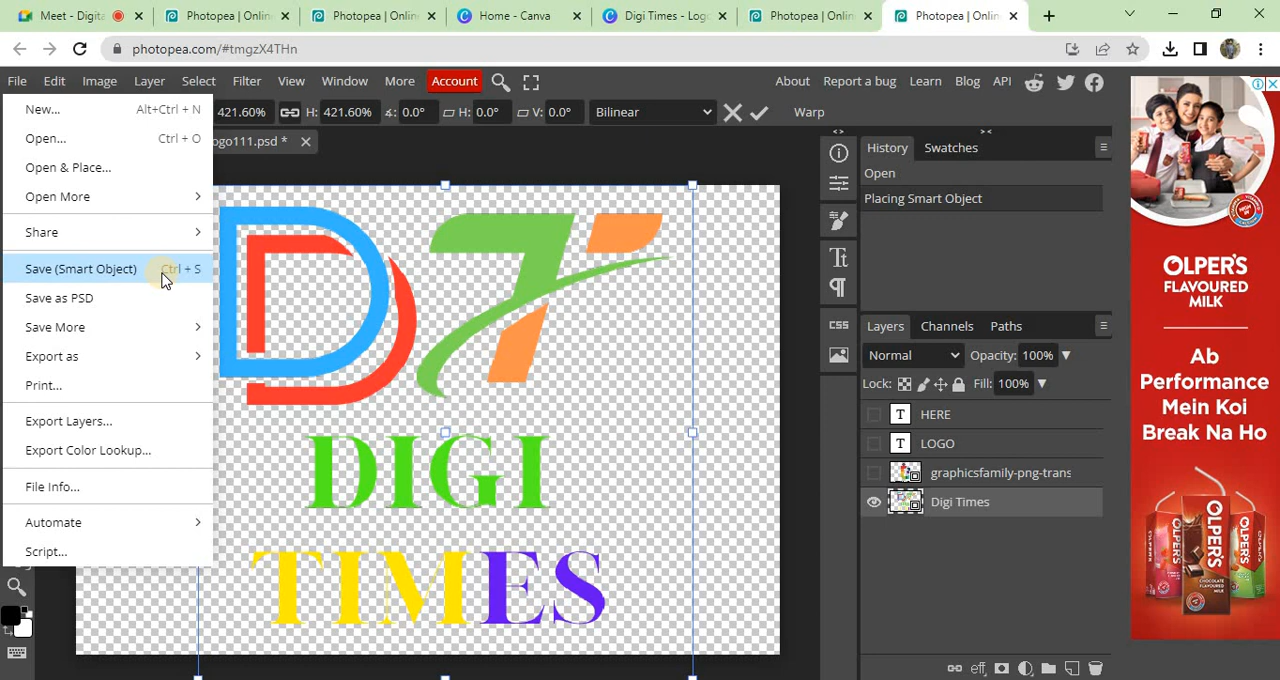 Meet - Digita
Photopea | Onlin
Photopea | Onlin
Home - Canva
Digi Times - Logo
Photopea | Onlin
Photopea | Onlin
photopea.com/#tmgzX4THn
File Edit Image Layer Select Filter View Window More Account
About Report a bug Learn Blog API
421.60% H: 421.60% 0.0° H: 0.0° V: 0.0° Bilinear Warp
ogo111.psd *
New... Alt+Ctrl + N
Open... Ctrl + O
Open & Place...
Open More
Share
Save (Smart Object) Ctrl + S
Save as PSD
Save More
Export as
Print...
Export Layers...
Export Color Lookup...
File Info...
Automate
Script...
DIGI
TIMES
CSS
History Swatches
Open
Placing Smart Object
Layers Channels Paths
Normal Opacity: 100%
Lock: Fill: 100%
T HERE
T LOGO
graphicsfamily-png-trans
Digi Times
eff
OLPER'S
FLAVOURED
MILK
Ab
Performance
Mein Koi
Break Na Ho